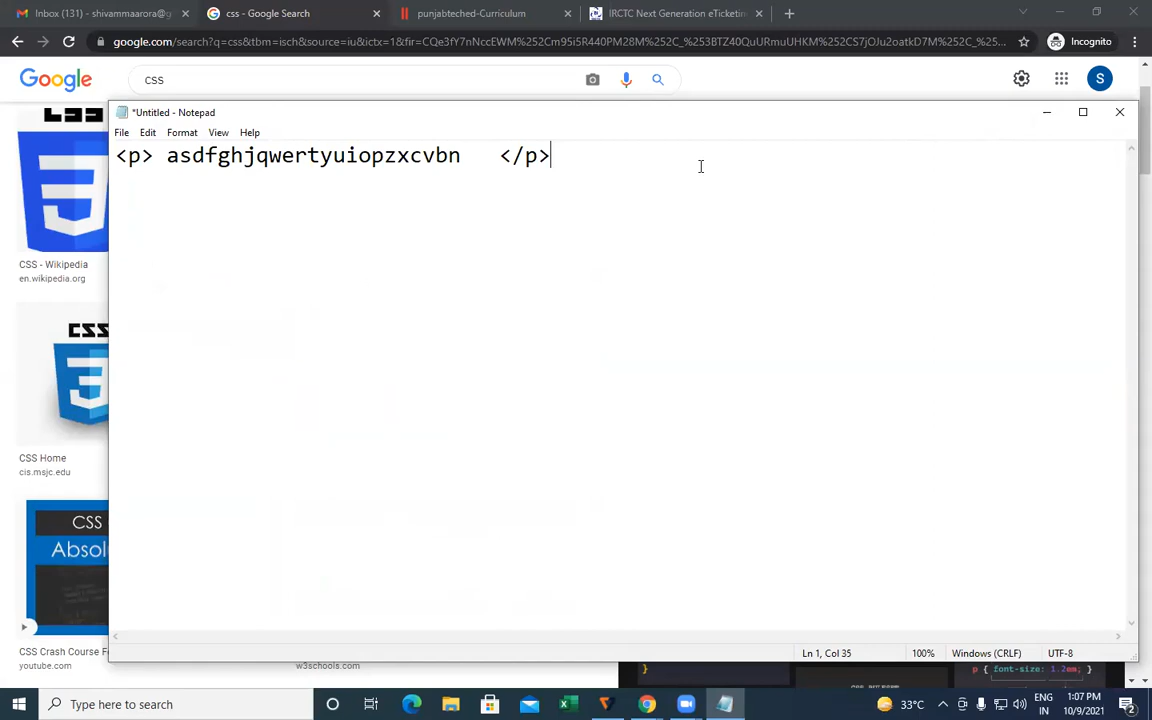 Inbox (131) - shivammaarora@g
css - Google Search
punjabteched-Curriculum
IRCTC Next Generation eTicketin
google.com/search?q=css&tbm=isch&source=iu&ictx=1&fir=CQe3fY7nNccEWM%252Cm95i5R440PM28M%252C_%253BTZ40QuURmuUHKM%252CS7jOJu2oatkD7M%252C_%25...
Incognito
Google
css
S
*Untitled - Notepad
File Edit Format View Help
<p> asdfghjqwertyuiopzxcvbn   </p>
CSS - Wikipedia
en.wikipedia.org
CSS
CSS Home
cis.msjc.edu
CSS
Absol
CSS Crash Course F
youtube.com
w3schools.com
}
p { font-size: 1.2mm; }
Ln 1, Col 35
100%
Windows (CRLF)
UTF-8
Type here to search
33°C
ENG
IN
1:07 PM
10/9/2021
2